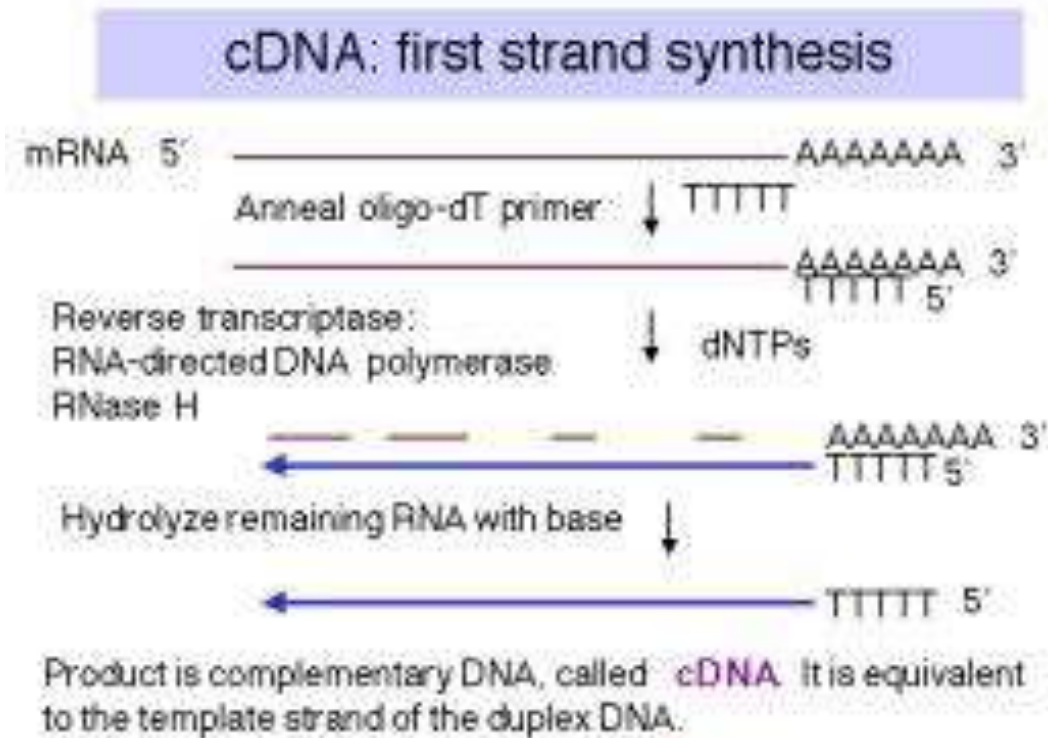 cDNA: first strand synthesis
mRNA 5´ AAAAAAA 3´
Anneal oligo-dT primer TTTTT
AAAAAAA 3´
TTTTT 5´
Reverse transcriptase:
dNTPs
RNA-directed DNA polymerase
RNase H
AAAAAAA 3´
TTTTT 5´
Hydrolyze remaining RNA with base
TTTTT 5´
Product is complementary DNA, called cDNA. It is equivalent
to the template strand of the duplex DNA.